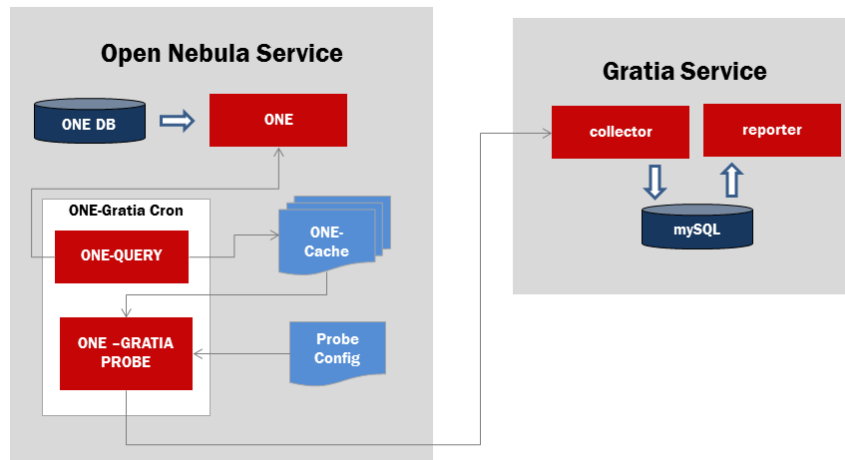 Open Nebula Service
ONE DB
ONE
ONE-Gratia Cron
ONE-QUERY
ONE-
Cache
ONE –GRATIA
PROBE
Probe
Config
Gratia Service
collector
reporter
mySQL